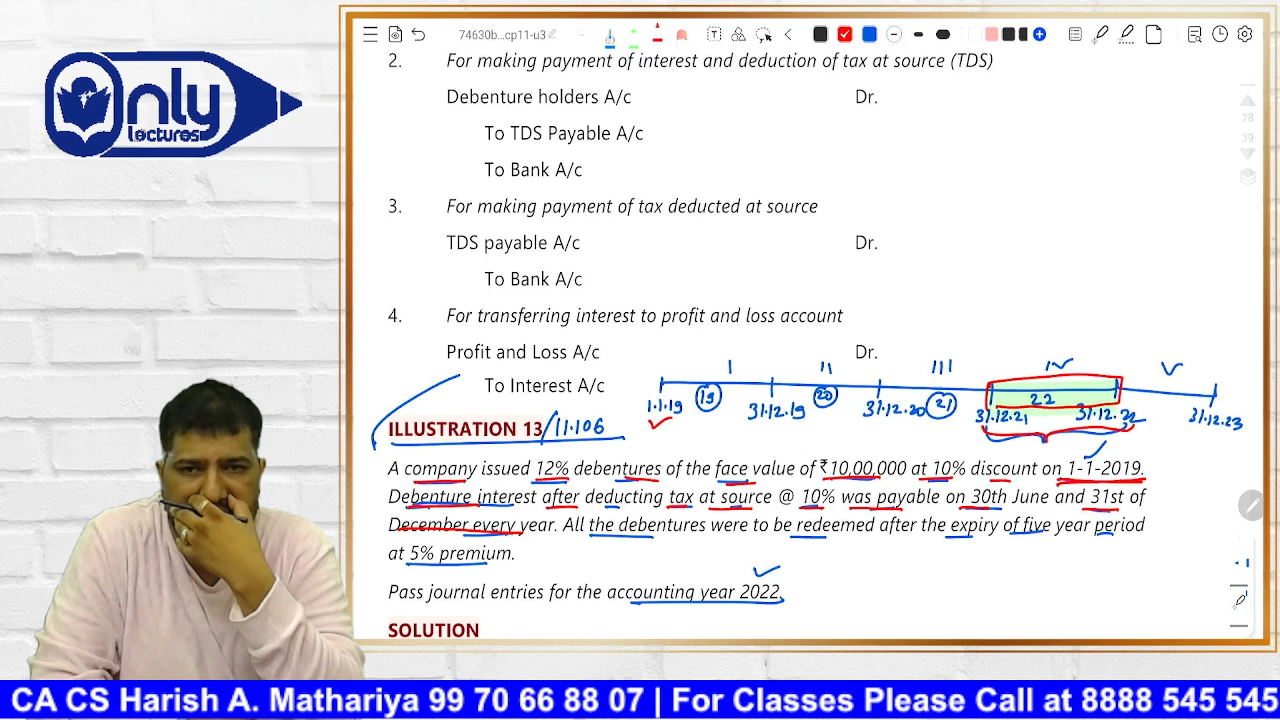 nly
lectures
74630b...cp11-u3
2. For making payment of interest and deduction of tax at source (TDS)
Debenture holders A/c Dr.
To TDS Payable A/c
To Bank A/c
3. For making payment of tax deducted at source
TDS payable A/c Dr.
To Bank A/c
4. For transferring interest to profit and loss account
Profit and Loss A/c Dr.
To Interest A/c
I II III IV V
19 20 21 22
1.1.19 31.12.19 31.12.20 31.12.21 31.12.22 31.12.23
ILLUSTRATION 13 /11.106
A company issued 12% debentures of the face value of ₹10,00,000 at 10% discount on 1-1-2019.
Debenture interest after deducting tax at source @ 10% was payable on 30th June and 31st of
December every year. All the debentures were to be redeemed after the expiry of five year period
at 5% premium.
Pass journal entries for the accounting year 2022.
SOLUTION
28
39
CA CS Harish A. Mathariya 99 70 66 88 07 | For Classes Please Call at 8888 545 545